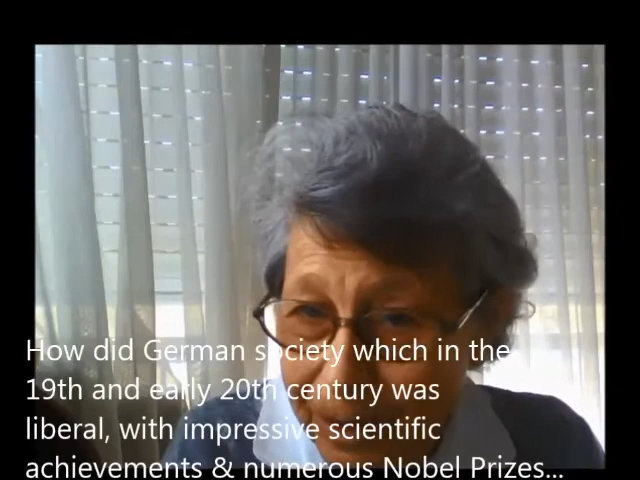 How did German society which in the
19th and early 20th century was
liberal, with impressive scientific
achievements & numerous Nobel Prizes...